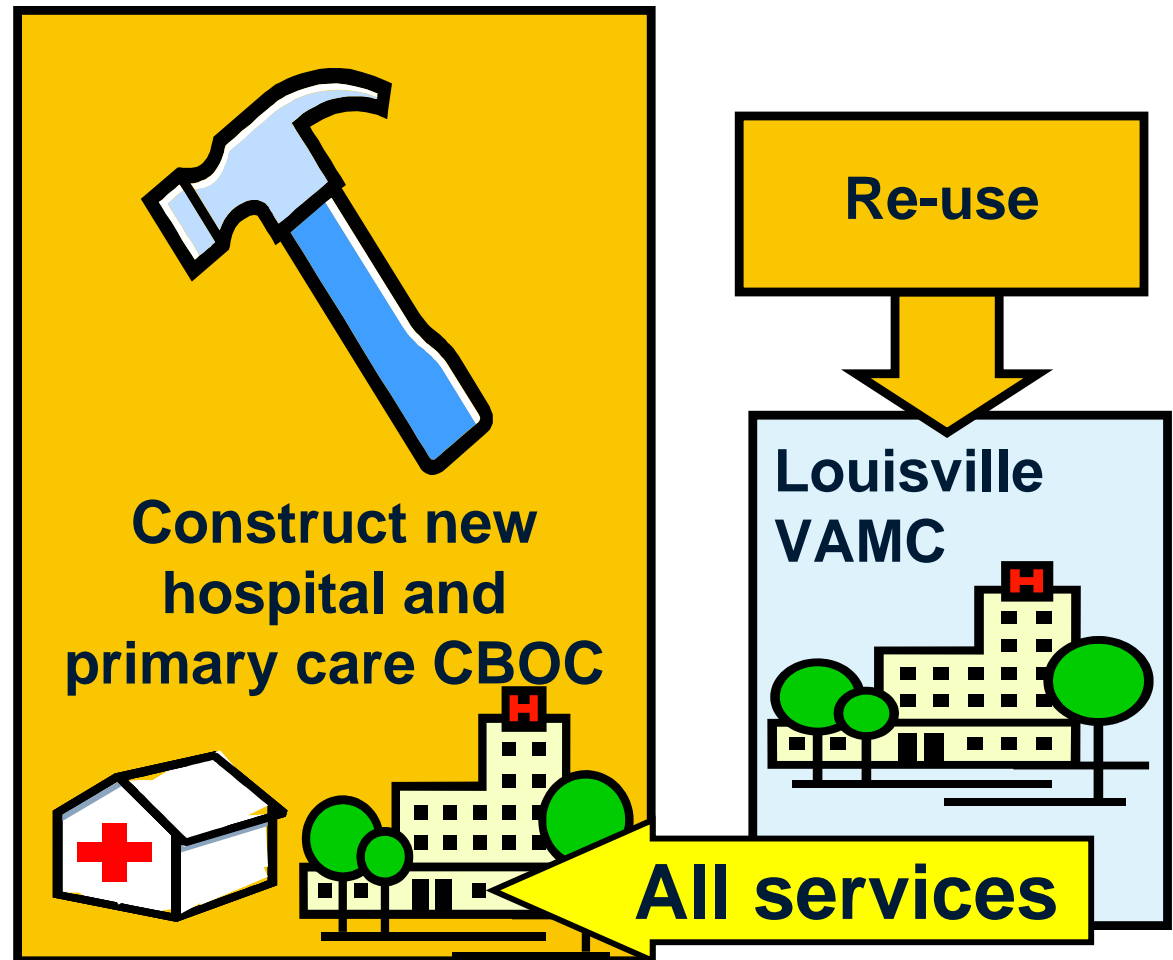 Construct new
hospital and
primary care CBOC
H
Re-use
Louisville
VAMC
H
All services